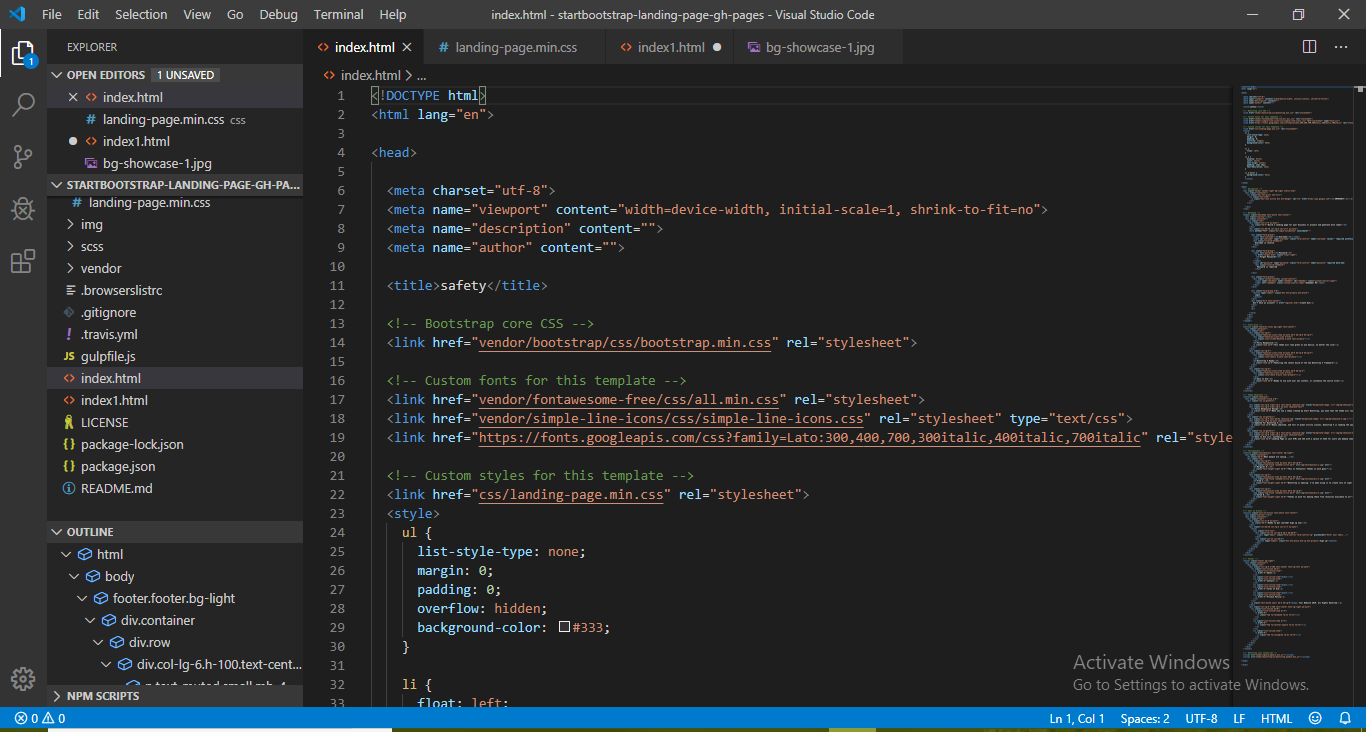 File Edit Selection View Go Debug Terminal Help index.html - startbootstrap-landing-page-gh-pages - Visual Studio Code
EXPLORER
OPEN EDITORS 1 UNSAVED
index.html
landing-page.min.css css
index1.html
bg-showcase-1.jpg
STARTBOOTSTRAP-LANDING-PAGE-GH-PA...
landing-page.min.css
img
scss
vendor
.browserslistrc
.gitignore
.travis.yml
JS gulpfile.js
index.html
index1.html
LICENSE
{} package-lock.json
{} package.json
README.md
OUTLINE
html
body
footer.footer.bg-light
div.container
div.row
div.col-lg-6.h-100.text-cent...
p.text-muted.small.mb-4...
NPM SCRIPTS
index.html landing-page.min.css index1.html bg-showcase-1.jpg
index.html > ...
1 <!DOCTYPE html>
2 <html lang="en">
3
4 <head>
5
6 <meta charset="utf-8">
7 <meta name="viewport" content="width=device-width, initial-scale=1, shrink-to-fit=no">
8 <meta name="description" content="">
9 <meta name="author" content="">
10
11 <title>safety</title>
12
13 <!-- Bootstrap core CSS -->
14 <link href="vendor/bootstrap/css/bootstrap.min.css" rel="stylesheet">
15
16 <!-- Custom fonts for this template -->
17 <link href="vendor/fontawesome-free/css/all.min.css" rel="stylesheet">
18 <link href="vendor/simple-line-icons/css/simple-line-icons.css" rel="stylesheet" type="text/css">
19 <link href="https://fonts.googleapis.com/css?family=Lato:300,400,700,300italic,400italic,700italic" rel="style
20
21 <!-- Custom styles for this template -->
22 <link href="css/landing-page.min.css" rel="stylesheet">
23 <style>
24 ul {
25 list-style-type: none;
26 margin: 0;
27 padding: 0;
28 overflow: hidden;
29 background-color: #333;
30 }
31
32 li {
33 float: left;
Activate Windows
Go to Settings to activate Windows.
0 0 Ln 1, Col 1 Spaces: 2 UTF-8 LF HTML